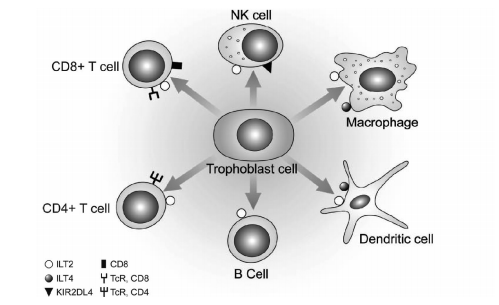 NK cell
CD8+ T cell
Macrophage
Trophoblast cell
CD4+ T cell
Dendritic cell
B Cell
ILT2
CD8
ILT4
TcR, CD8
KIR2DL4
TcR, CD4